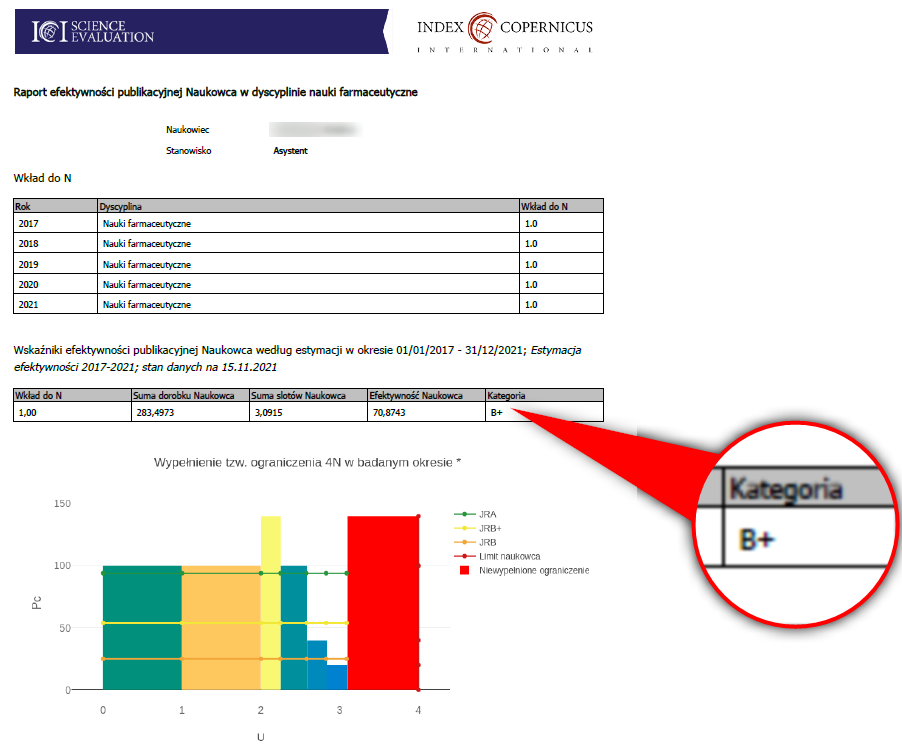 ICI SCIENCE EVALUATION
INDEX COPERNICUS
INTERNATIONAL
Raport efektywności publikacyjnej Naukowca w dyscyplinie nauki farmaceutyczne
Naukowiec
Stanowisko Asystent
Wkład do N
Rok Dyscyplina Wkład do N
2017 Nauki farmaceutyczne 1.0
2018 Nauki farmaceutyczne 1.0
2019 Nauki farmaceutyczne 1.0
2020 Nauki farmaceutyczne 1.0
2021 Nauki farmaceutyczne 1.0
Wskaźniki efektywności publikacyjnej Naukowca według estymacji w okresie 01/01/2017 - 31/12/2021; Estymacja
efektywności 2017-2021; stan danych na 15.11.2021
Wkład do N Suma dorobku Naukowca Suma slotów Naukowca Efektywność Naukowca Kategoria
1,00 283,4973 3,0915 70,8743 B+
Kategoria
B+
Wypełnienie tzw. ograniczenia 4N w badanym okresie *
150
100
50
0
Pc
0 1 2 3 4
U
JRA
JRB+
JRB
Limit naukowca
Niewypełnione ograniczenie